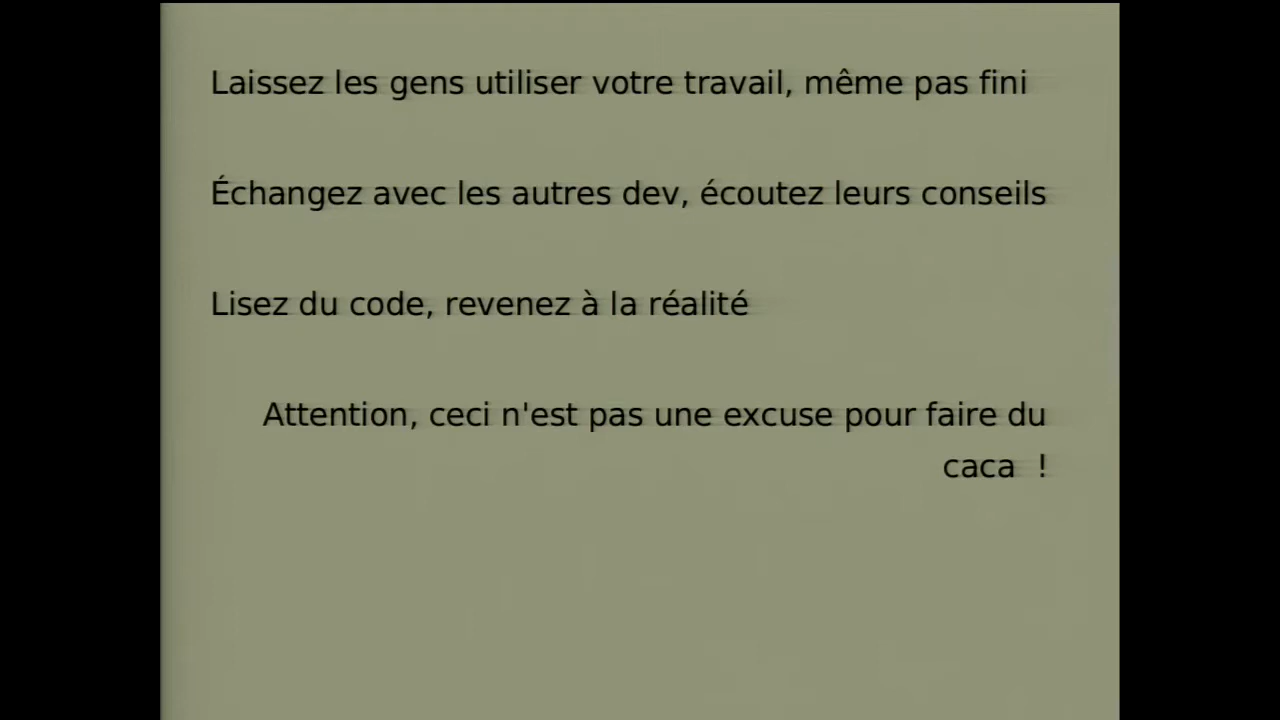 Laissez les gens utiliser votre travail, même pas fini
Échangez avec les autres dev, écoutez leurs conseils
Lisez du code, revenez à la réalité
Attention, ceci n'est pas une excuse pour faire du
caca  !